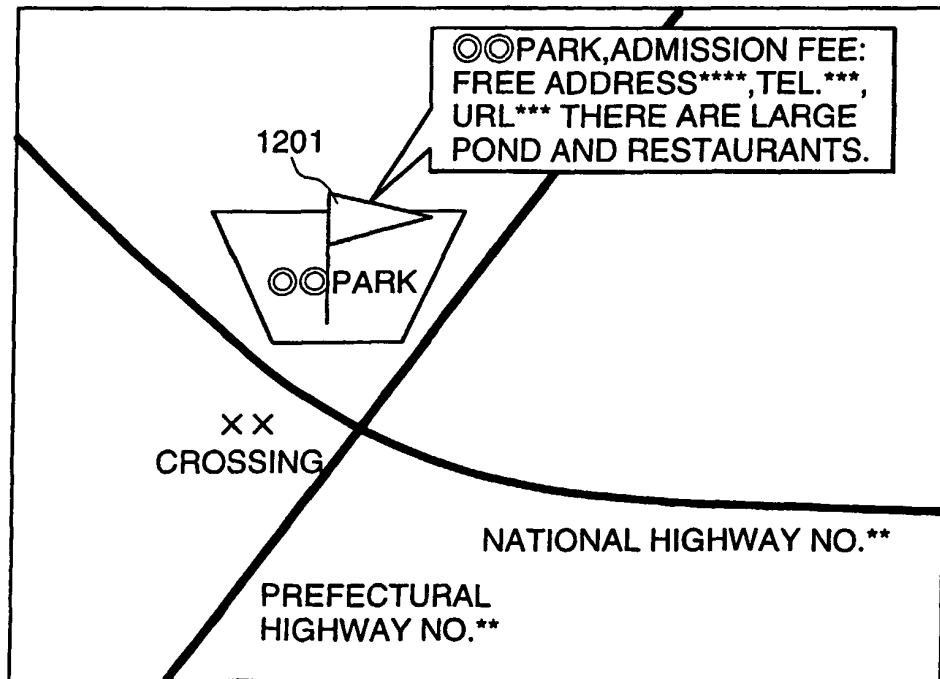 ◎◎PARK,ADMISSION FEE:
FREE ADDRESS****,TEL.***,
URL*** THERE ARE LARGE
POND AND RESTAURANTS.
1201
◎◎PARK
××
CROSSING
NATIONAL HIGHWAY NO.**
PREFECTURAL
HIGHWAY NO.**